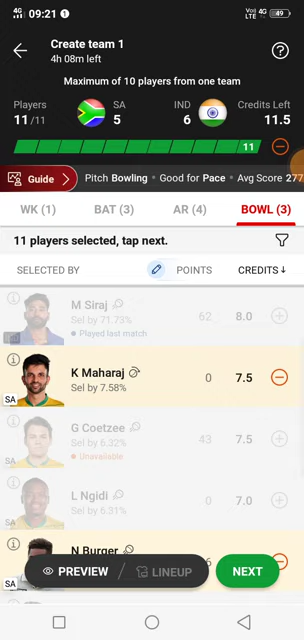 4G 09:21 VoLTE 4G 49
Create team 1
4h 08m left
Maximum of 10 players from one team
Players SA IND Credits Left
11/11 5 6 11.5
11
Guide Pitch Bowling • Good for Pace • Avg Score 277
WK (1) BAT (3) AR (4) BOWL (3)
11 players selected, tap next.
SELECTED BY POINTS CREDITS↓
M Siraj
Sel by 71.73% 62 8.0
• Played last match
K Maharaj
Sel by 7.58% 0 7.5
SA
G Coetzee
Sel by 6.32% 43 7.5
• Unavailable
SA
L Ngidi
Sel by 6.31% 0 7.0
SA
N Burger
SA
PREVIEW / LINEUP NEXT